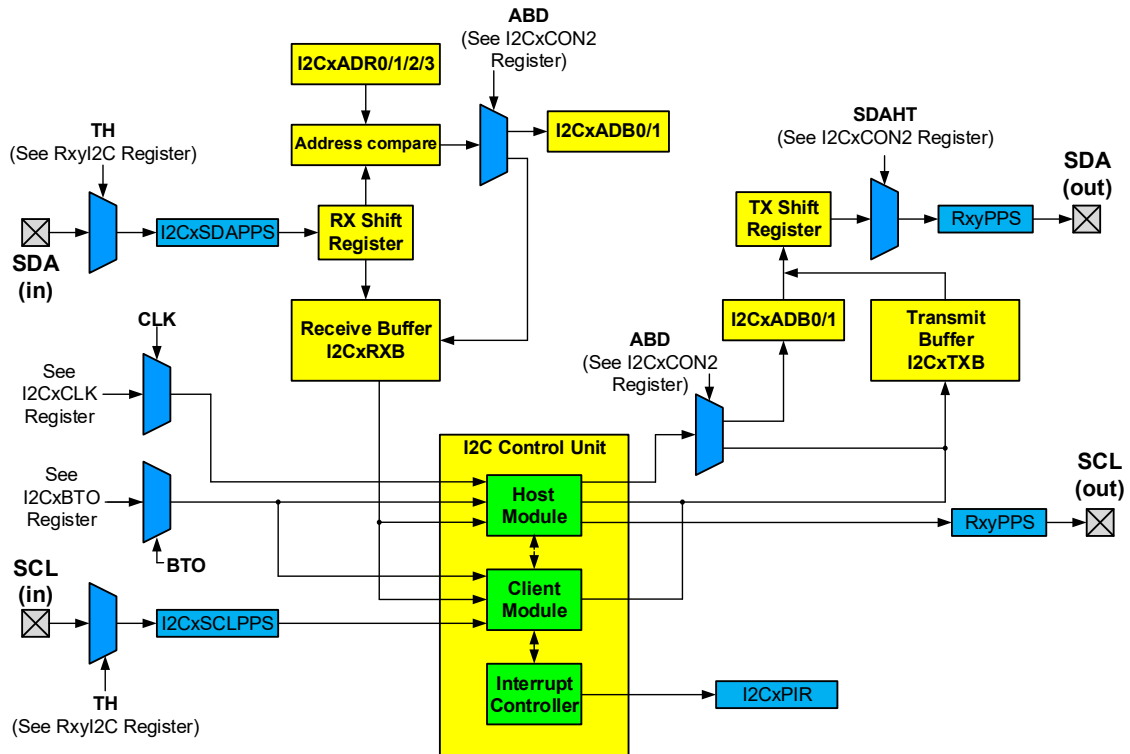 ABD
(See I2CxCON2
Register)
I2CxADR0/1/2/3
TH
(See RxyI2C Register)
Address compare
I2CxADB0/1
SDAHT
(See I2CxCON2 Register)
SDA
(out)
I2CxSDAPPS
RX Shift
Register
TX Shift
Register
RxyPPS
SDA
(in)
CLK
Receive Buffer
I2CxRXB
I2CxADB0/1
Transmit
Buffer
I2CxTXB
ABD
(See I2CxCON2
Register)
See
I2CxCLK
Register
I2C Control Unit
See
I2CxBTO
Register
Host
Module
SCL
(out)
RxyPPS
BTO
SCL
(in)
Client
Module
I2CxSCLPPS
Interrupt
Controller
I2CxPIR
TH
(See RxyI2C Register)